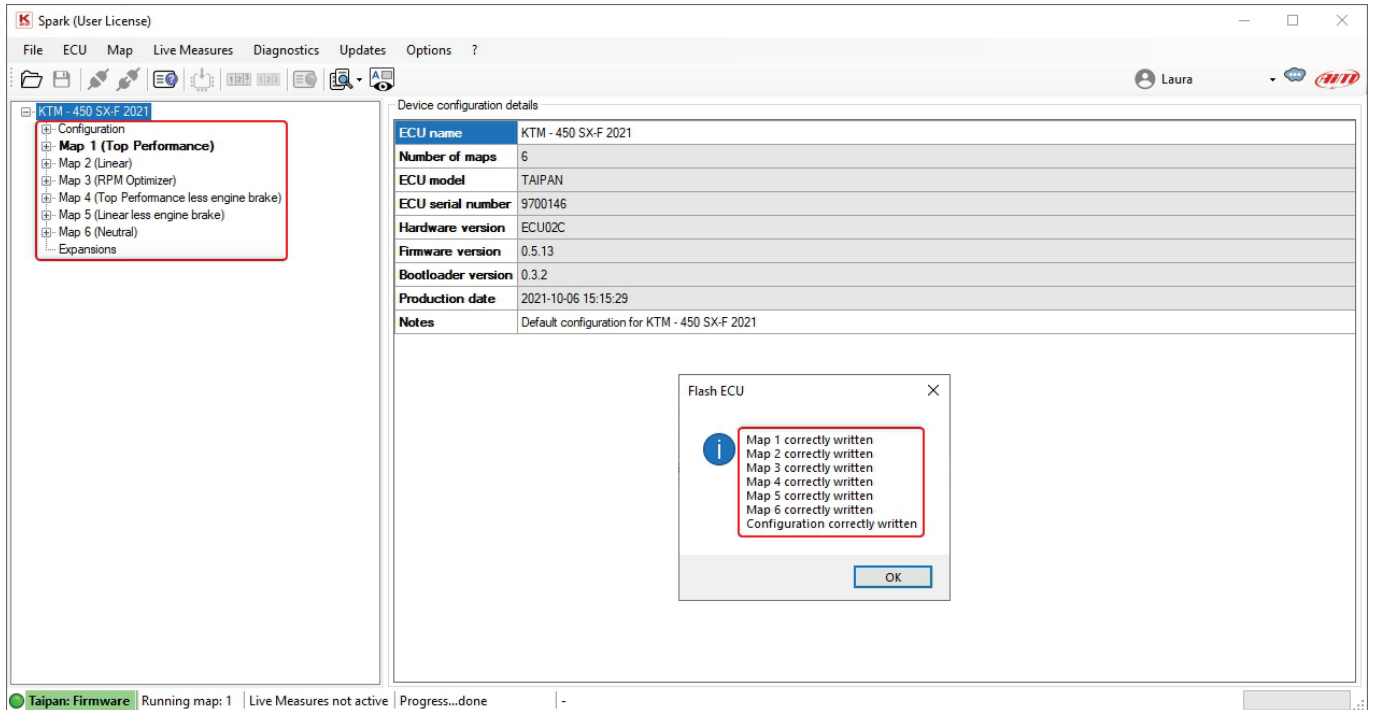 Spark (User License)
File ECU Map Live Measures Diagnostics Updates Options ?
Laura
AiM
KTM - 450 SX-F 2021
Configuration
Map 1 (Top Performance)
Map 2 (Linear)
Map 3 (RPM Optimizer)
Map 4 (Top Performance less engine brake)
Map 5 (Linear less engine brake)
Map 6 (Neutral)
Expansions
Device configuration details
ECU name KTM - 450 SX-F 2021
Number of maps 6
ECU model TAIPAN
ECU serial number 9700146
Hardware version ECU02C
Firmware version 0.5.13
Bootloader version 0.3.2
Production date 2021-10-06 15:15:29
Notes Default configuration for KTM - 450 SX-F 2021
Flash ECU
Map 1 correctly written
Map 2 correctly written
Map 3 correctly written
Map 4 correctly written
Map 5 correctly written
Map 6 correctly written
Configuration correctly written
OK
Taipan: Firmware Running map: 1 Live Measures not active Progress...done -